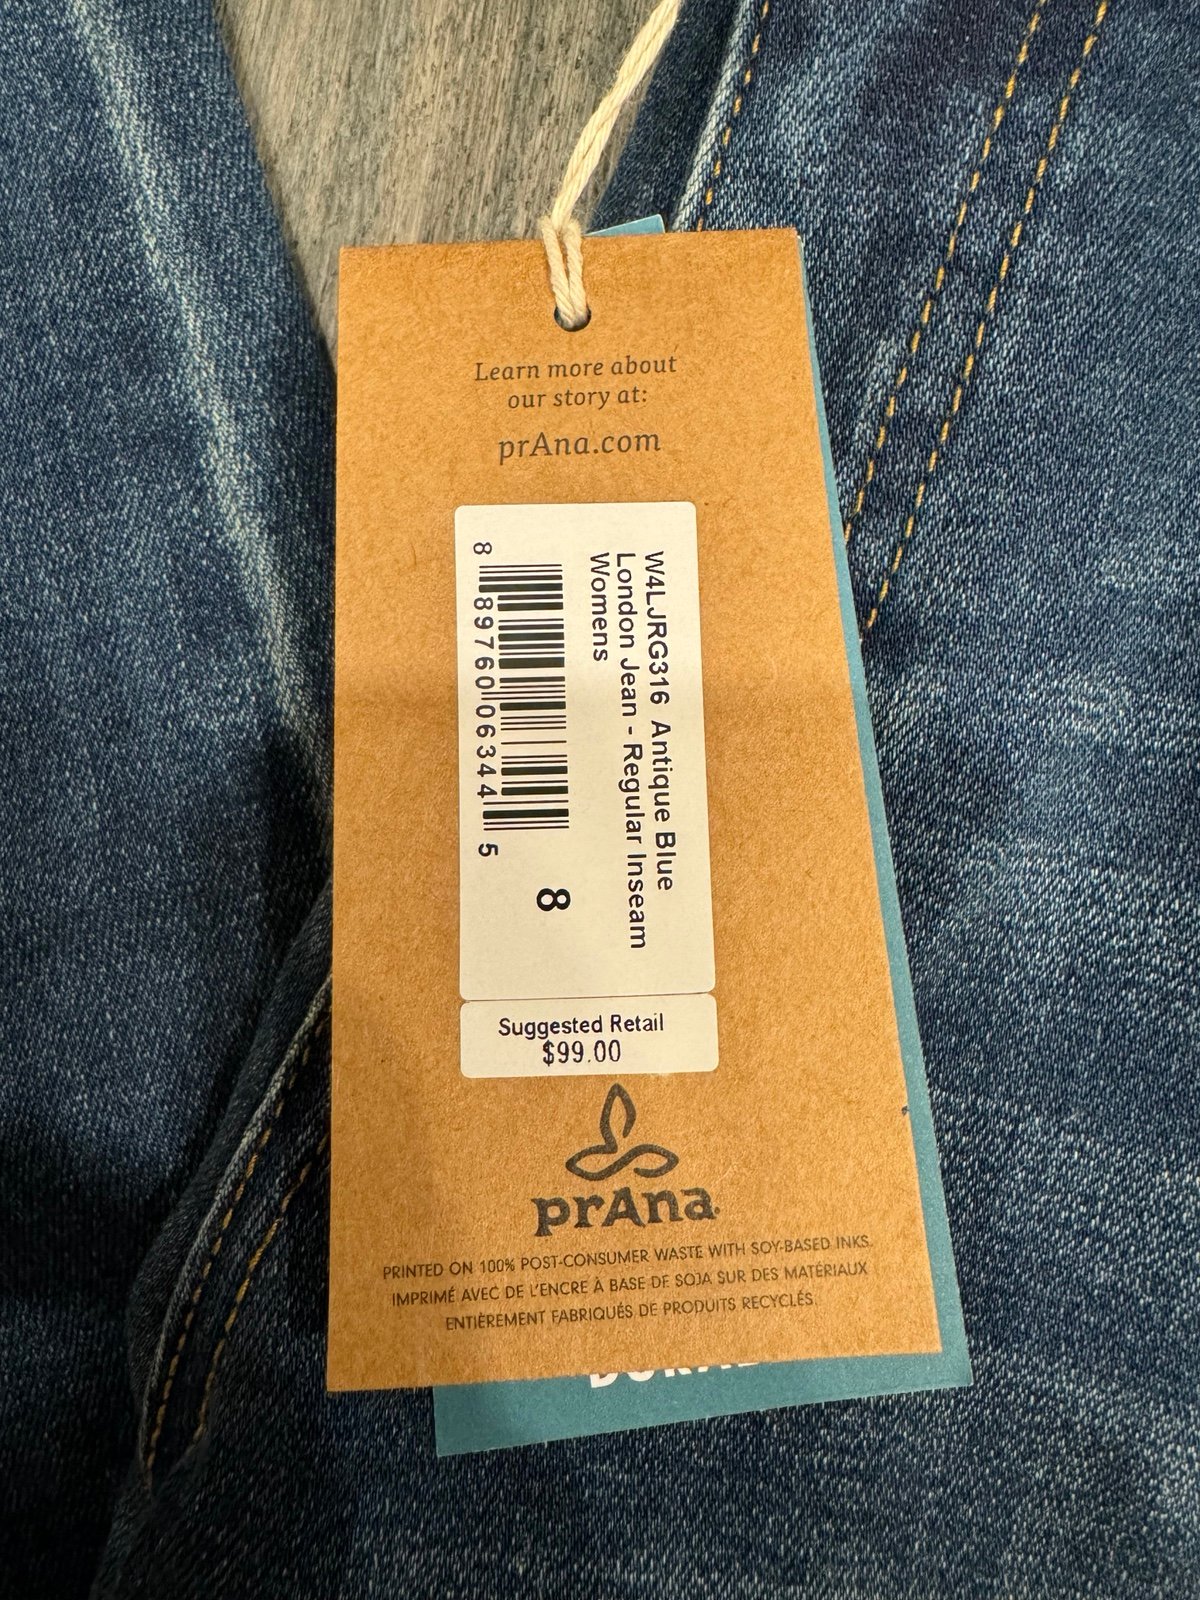 Learn more about
our story at:
prAna.com
W4LJRG316 Antique Blue
London Jean - Regular Inseam
Womens
8 89760 06344 5
8
Suggested Retail
$99.00
prAna
PRINTED ON 100% POST-CONSUMER WASTE WITH SOY-BASED INKS.
IMPRIMÉ AVEC DE L'ENCRE À BASE DE SOJA SUR DES MATÉRIAUX
ENTIÈREMENT FABRIQUÉS DE PRODUITS RECYCLÉS.